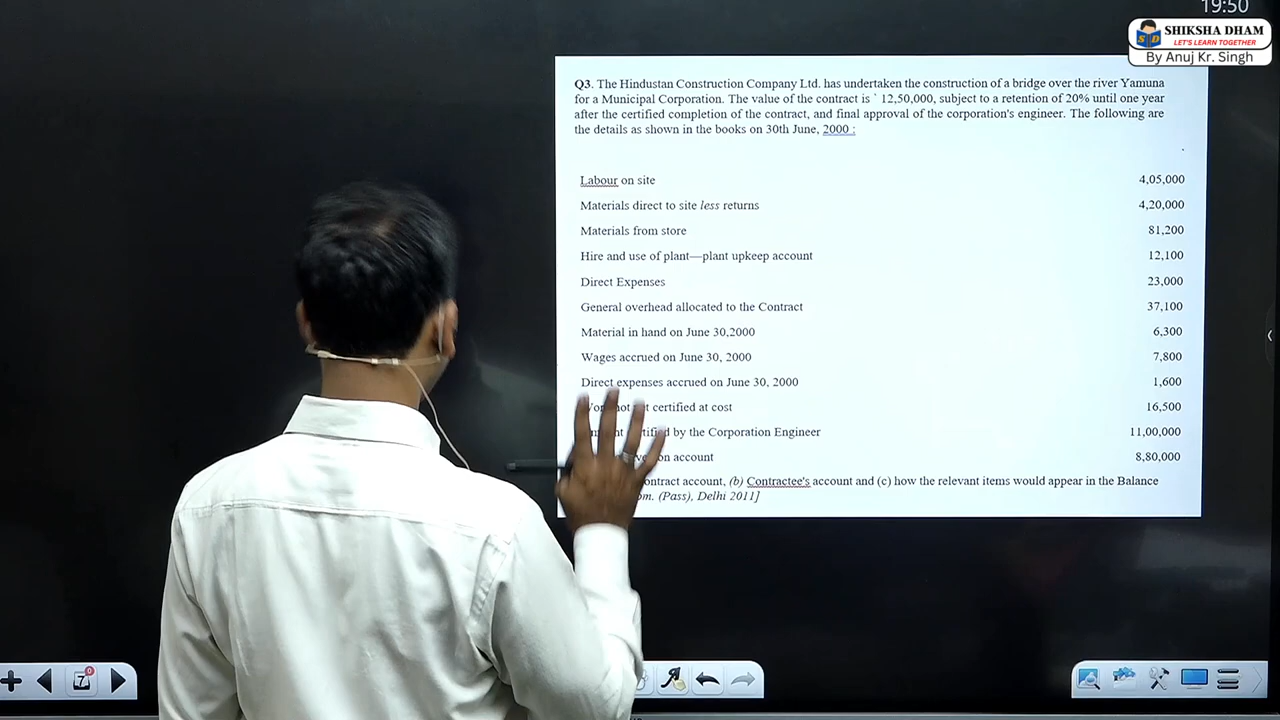 19:50
SHIKSHA DHAM
LET'S LEARN TOGETHER
By Anuj Kr. Singh
Q3. The Hindustan Construction Company Ltd. has undertaken the construction of a bridge over the river Yamuna
for a Municipal Corporation. The value of the contract is ` 12,50,000, subject to a retention of 20% until one year
after the certified completion of the contract, and final approval of the corporation's engineer. The following are
the details as shown in the books on 30th June, 2000 :
Labour on site 4,05,000
Materials direct to site less returns 4,20,000
Materials from store 81,200
Hire and use of plant—plant upkeep account 12,100
Direct Expenses 23,000
General overhead allocated to the Contract 37,100
Material in hand on June 30,2000 6,300
Wages accrued on June 30, 2000 7,800
Direct expenses accrued on June 30, 2000 1,600
not certified at cost 16,500
by the Corporation Engineer 11,00,000
on account 8,80,000
account, (b) Contractee's account and (c) how the relevant items would appear in the Balance
(Pass), Delhi 2011]